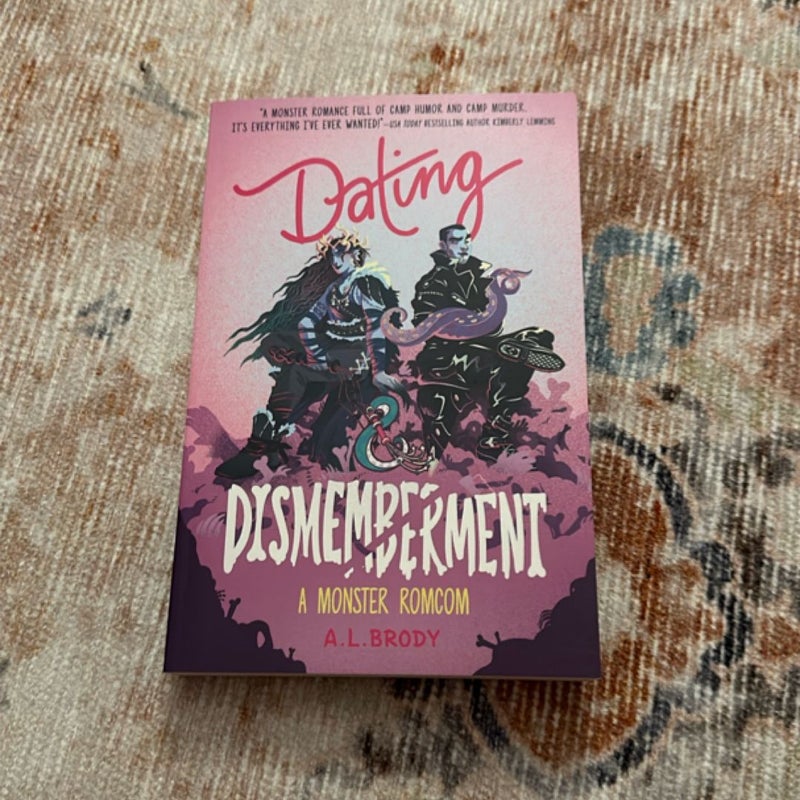 "A MONSTER ROMANCE FULL OF CAMP HUMOR AND CAMP MURDER.
IT'S EVERYTHING I'VE EVER WANTED!"—USA TODAY BESTSELLING AUTHOR KIMBERLY LEMMING
Dating
DISMEMBERMENT
A MONSTER ROMCOM
A.L.BRODY